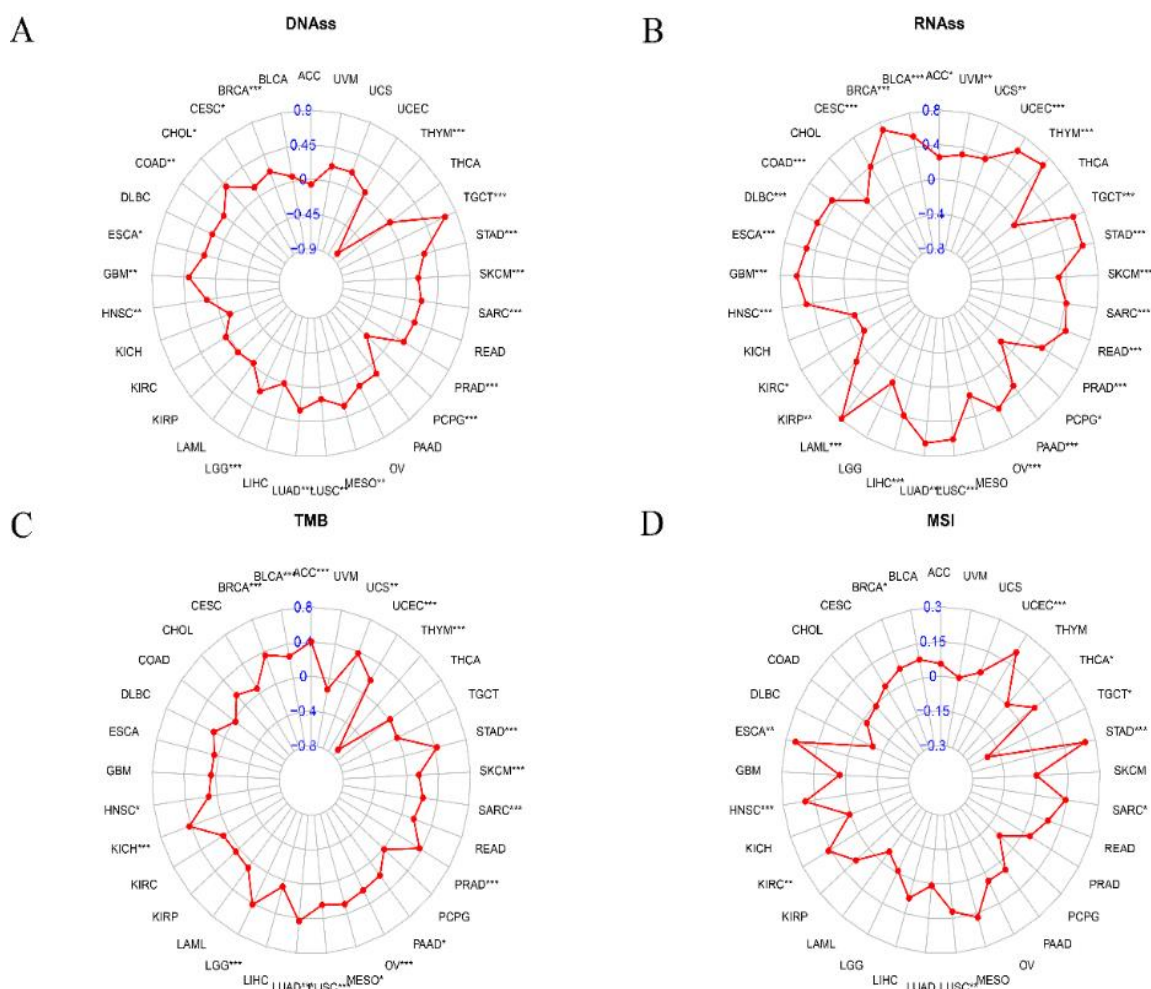 A
DNAss
ACC
UVM
UCS
UCEC
THYM***
THCA
TGCT***
STAD***
SKCM***
SARC***
READ
PRAD***
PCPG***
PAAD
OV
MESO**
LIHC
LGG***
LAML
KIRP
KIRC
KICH
HNSC**
GBM**
ESCA*
DLBC
COAD**
CHOL*
CESC*
BRCA***
BLCA
0.9
0.45
0
-0.45
-0.9
B
RNAss
ACC*
UVM**
UCS**
UCEC***
THYM***
THCA
TGCT***
STAD***
SKCM***
SARC***
READ***
PRAD***
PCPG*
PAAD***
OV***
MESO
LUSC***
LIHC***
LGG
LAML***
KIRP**
KIRC*
KICH
HNSC***
GBM***
ESCA***
DLBC***
COAD***
CHOL
CESC***
BRCA***
BLCA***
0.8
0.4
0
-0.4
-0.8
C
TMB
ACC***
UVM
UCS**
UCEC***
THYM***
THCA
TGCT
STAD***
SKCM***
SARC***
READ
PRAD***
PCPG
PAAD*
OV***
MESO*
LIHC
LGG***
LAML
KIRP
KIRC
KICH***
HNSC*
GBM
ESCA
DLBC
COAD
CHOL
CESC
BRCA***
0.8
0.4
0
-0.4
-0.8
D
MSI
ACC
UVM
UCS
UCEC***
THYM
THCA*
TGCT*
STAD***
SKCM
SARC*
READ
PRAD
PCPG
PAAD
OV
MESO
LUAD
LIHC
LGG
LAML
KIRP
KIRC**
KICH
HNSC***
GBM
ESCA**
DLBC
COAD
CHOL
CESC
BRCA*
BLCA
0.3
0.15
0
-0.15
-0.3